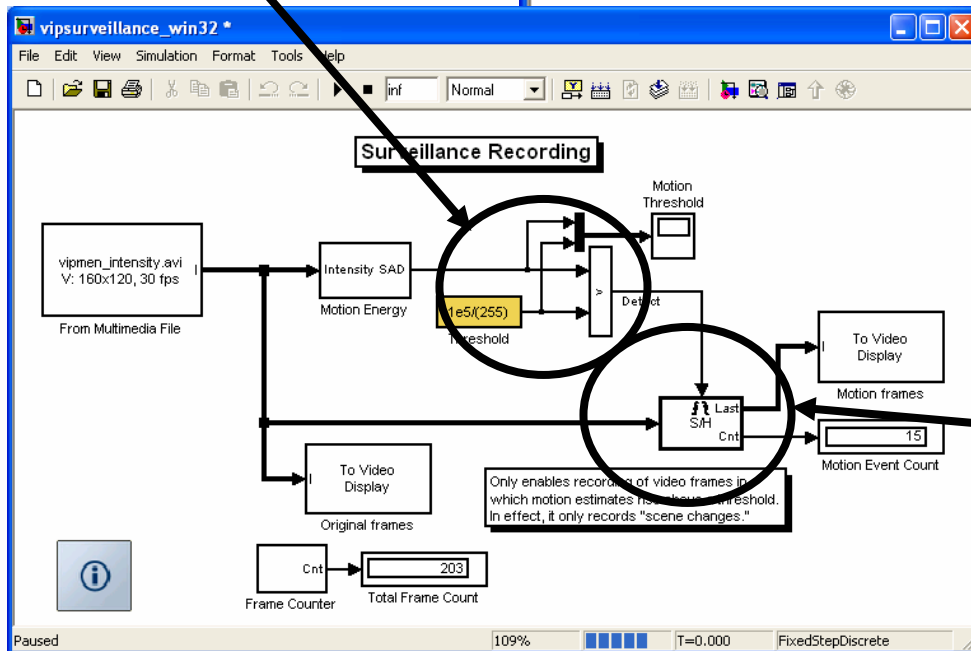 vipsurveillance_win32 *
File Edit View Simulation Format Tools Help
inf Normal
Surveillance Recording
Motion
Threshold
vipmen_intensity.avi
V: 160x120, 30 fps
I
From Multimedia File
Intensity SAD
Motion Energy
1e5/(255)
Threshold
>
Detect
To Video
Display
I
Motion frames
S/H
Last
Cnt
15
Motion Event Count
To Video
Display
I
Original frames
Only enables recording of video frames in
which motion estimates rise above a threshold.
In effect, it only records "scene changes."
Cnt
Frame Counter
203
Total Frame Count
Paused 109% T=0.000 FixedStepDiscrete